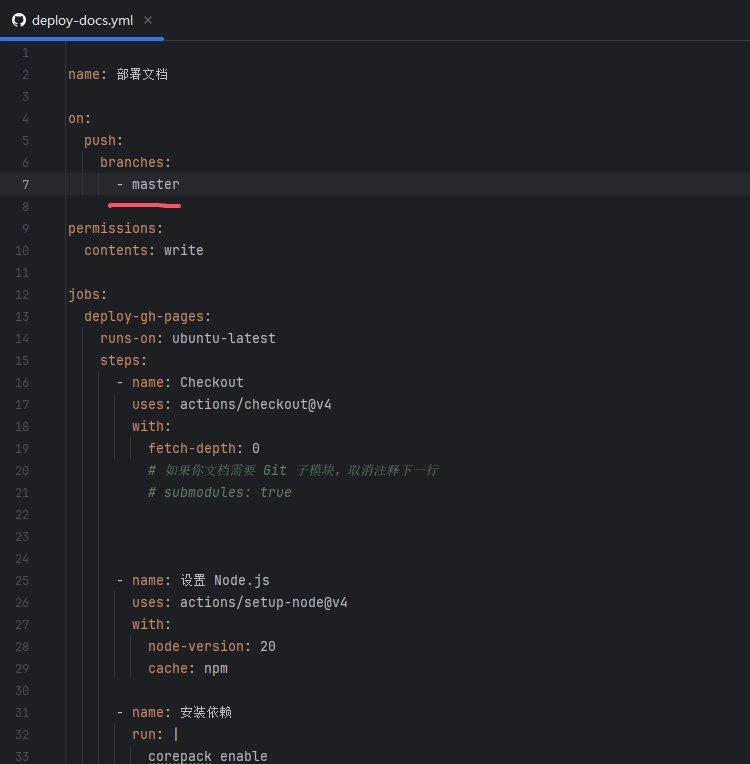 deploy-docs.yml ×
1
2 name: 部署文档
3
4 on:
5 push:
6 branches:
7 - master
8
9 permissions:
10 contents: write
11
12 jobs:
13 deploy-gh-pages:
14 runs-on: ubuntu-latest
15 steps:
16 - name: Checkout
17 uses: actions/checkout@v4
18 with:
19 fetch-depth: 0
20 # 如果你文档需要 Git 子模块，取消注释下一行
21 # submodules: true
22
23
24
25 - name: 设置 Node.js
26 uses: actions/setup-node@v4
27 with:
28 node-version: 20
29 cache: npm
30
31 - name: 安装依赖
32 run: |
33 corepack enable